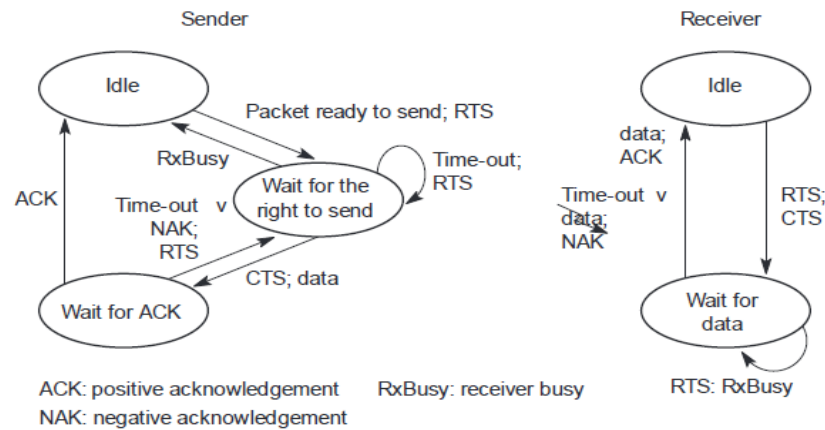 Sender
Receiver
Idle
Idle
Packet ready to send; RTS
RxBusy
data;
ACK
Time-out;
RTS
Wait for the
right to send
ACK
Time-out v
NAK;
RTS
Time-out v
data;
NAK
RTS;
CTS
CTS; data
Wait for ACK
Wait for
data
RTS: RxBusy
ACK: positive acknowledgement
RxBusy: receiver busy
NAK: negative acknowledgement